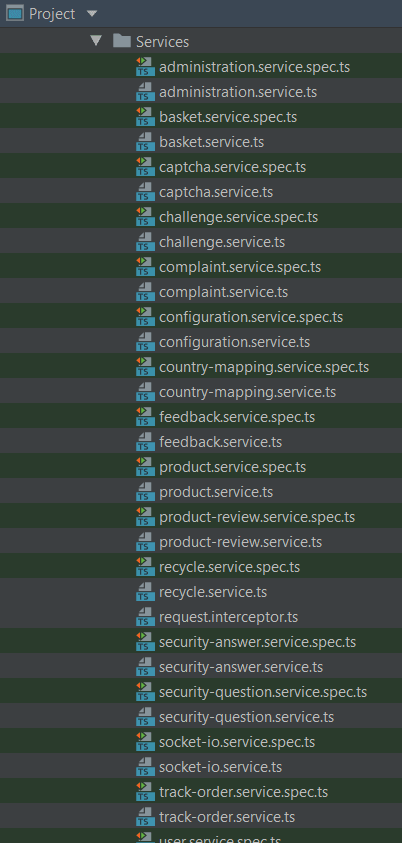 Project
Services
administration.service.spec.ts
administration.service.ts
basket.service.spec.ts
basket.service.ts
captcha.service.spec.ts
captcha.service.ts
challenge.service.spec.ts
challenge.service.ts
complaint.service.spec.ts
complaint.service.ts
configuration.service.spec.ts
configuration.service.ts
country-mapping.service.spec.ts
country-mapping.service.ts
feedback.service.spec.ts
feedback.service.ts
product.service.spec.ts
product.service.ts
product-review.service.spec.ts
product-review.service.ts
recycle.service.spec.ts
recycle.service.ts
request.interceptor.ts
security-answer.service.spec.ts
security-answer.service.ts
security-question.service.spec.ts
security-question.service.ts
socket-io.service.spec.ts
socket-io.service.ts
track-order.service.spec.ts
track-order.service.ts
user.service.spec.ts